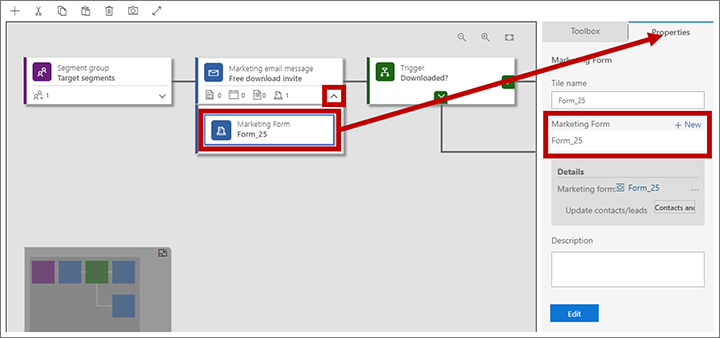 Segment group
Target segments
1
Marketing email message
Free download invite
0
0
0
1
Marketing Form
Form_25
Trigger
Downloaded?
Toolbox
Properties
Marketing Form
Tile name
Form_25
Marketing Form
+ New
Form_25
Details
Marketing form:
Form_25
...
Update contacts/leads
Contacts and
Description
Edit